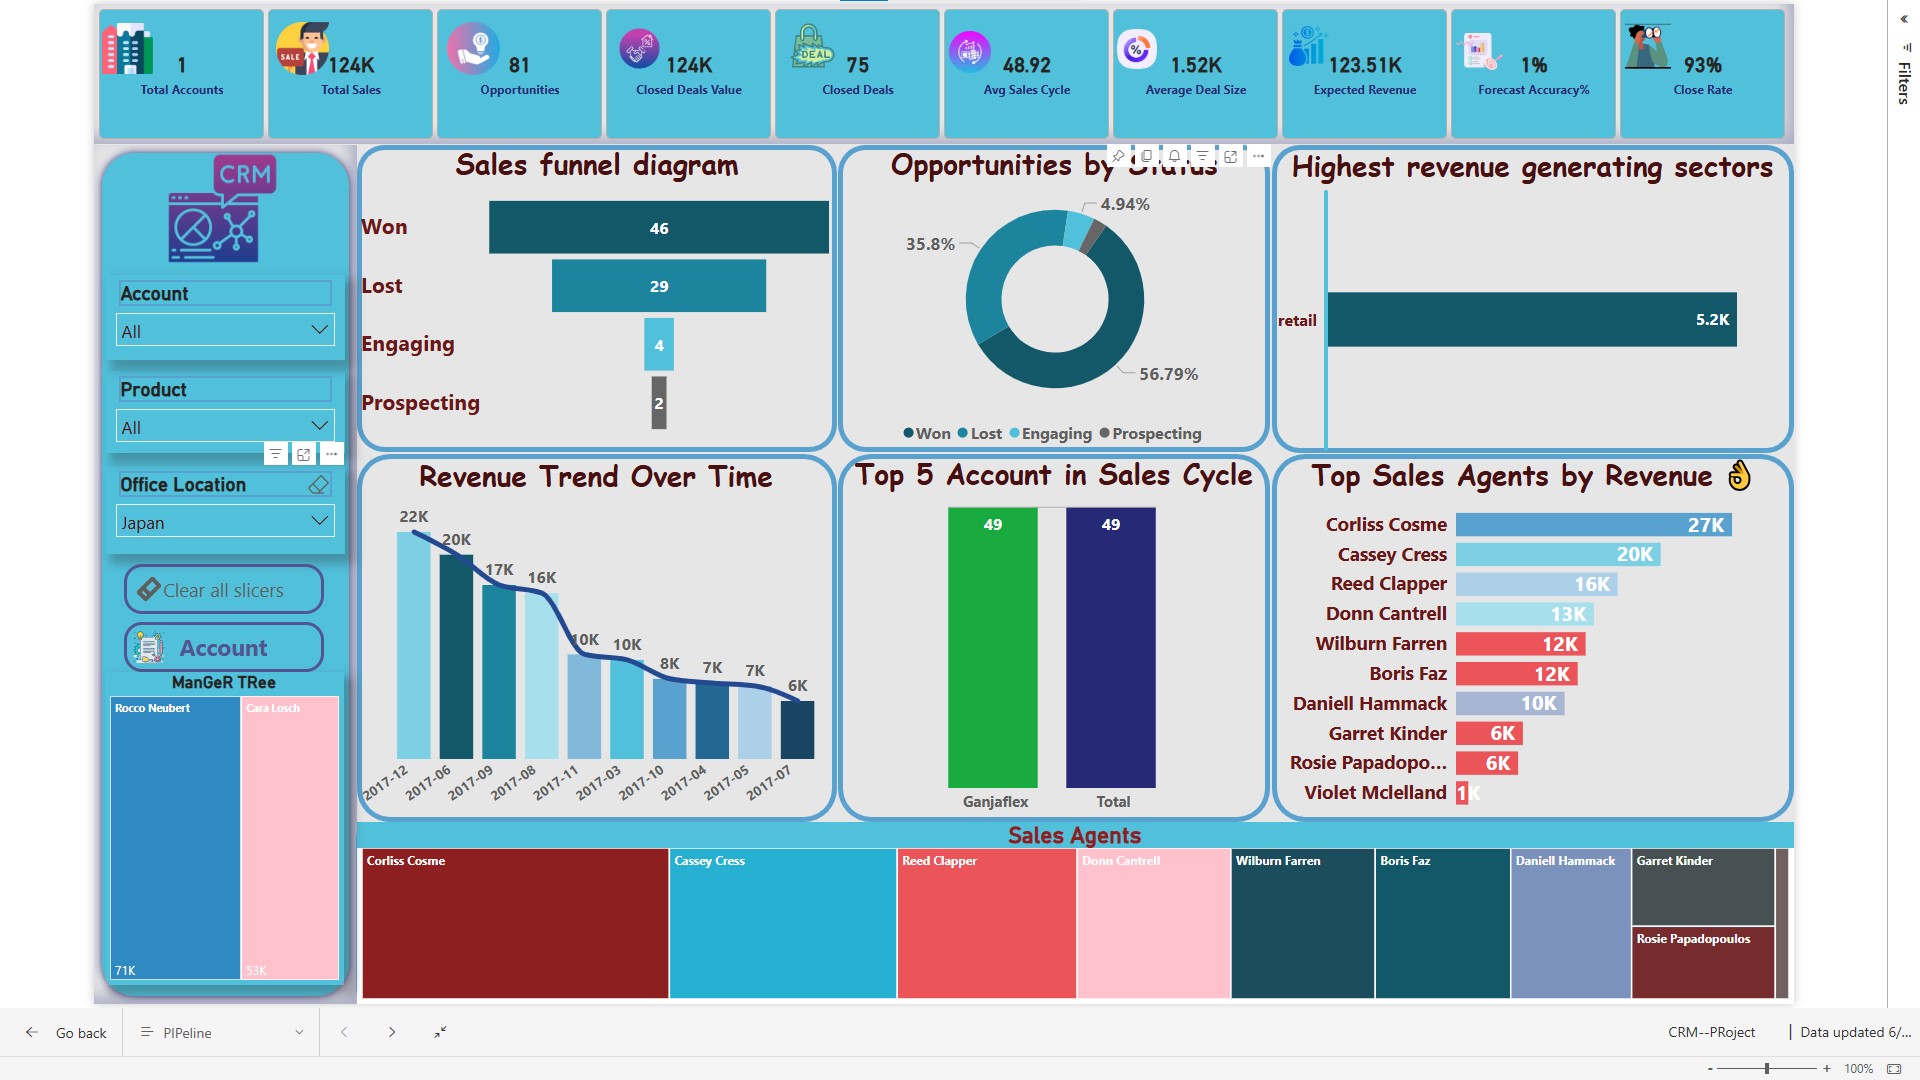 1
Total Accounts
SALE
124K
Total Sales
81
Opportunities
124K
Closed Deals Value
DEAL
75
Closed Deals
48.92
Avg Sales Cycle
%
1.52K
Average Deal Size
123.51K
Expected Revenue
1%
Forecast Accuracy%
93%
Close Rate
Filters
CRM
Account
All
Product
All
Office Location
Japan
Clear all slicers
Account
ManGeR TRee
Rocco Neubert
71K
Cara Losch
53K
Sales funnel diagram
Won
46
Lost
29
Engaging
4
Prospecting
2
Opportunities by Status
4.94%
35.8%
56.79%
Won Lost Engaging Prospecting
Highest revenue generating sectors
retail
5.2K
Revenue Trend Over Time
22K
20K
17K
16K
10K
10K
8K
7K
7K
6K
2017-12
2017-06
2017-09
2017-08
2017-11
2017-03
2017-10
2017-04
2017-05
2017-07
Top 5 Account in Sales Cycle
49
49
Ganjaflex
Total
Top Sales Agents by Revenue 👌
Corliss Cosme 27K
Cassey Cress 20K
Reed Clapper 16K
Donn Cantrell 13K
Wilburn Farren 12K
Boris Faz 12K
Daniell Hammack 10K
Garret Kinder 6K
Rosie Papadopo... 6K
Violet Mclelland 1K
Sales Agents
Corliss Cosme
Cassey Cress
Reed Clapper
Donn Cantrell
Wilburn Farren
Boris Faz
Daniell Hammack
Garret Kinder
Rosie Papadopoulos
Go back
PIPeline
CRM--PRoject | Data updated 6/...
- + 100%